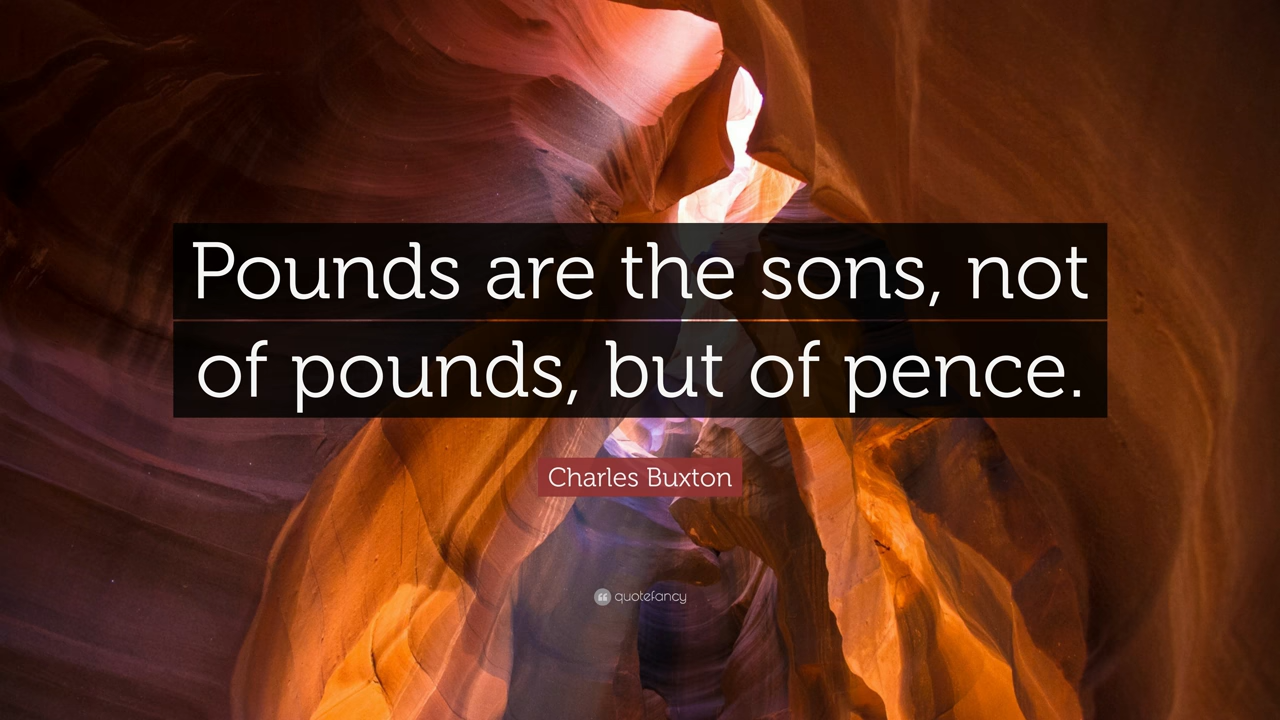 Pounds are the sons, not
of pounds, but of pence.
Charles Buxton
quotefancy